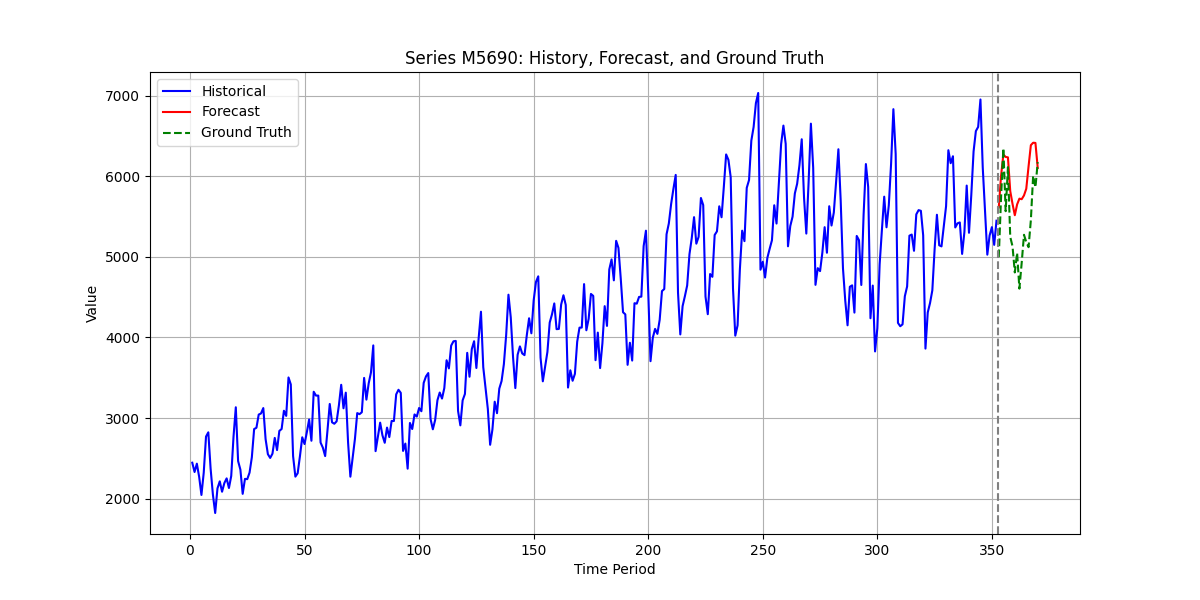 Series M5690: History, Forecast, and Ground Truth
Historical
Forecast
Ground Truth
7000
6000
5000
4000
3000
2000
Value
0
50
100
150
200
250
300
350
Time Period